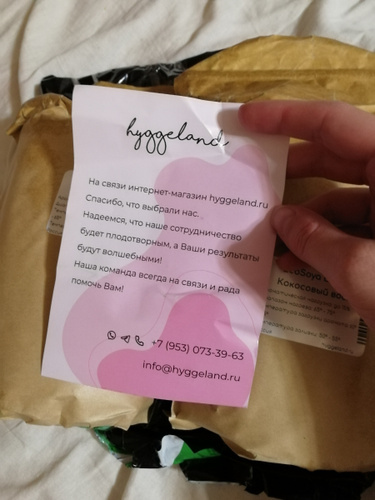 hyggeland
На связи интернет-магазин hyggeland.ru
Спасибо, что выбрали нас.
Надеемся, что наше сотрудничество
будет плодотворным, а Ваши результаты
будут волшебными!
Наша команда всегда на связи и рада
помочь Вам!
+7 (953) 073-39-63
info@hyggeland.ru
Кокосовый